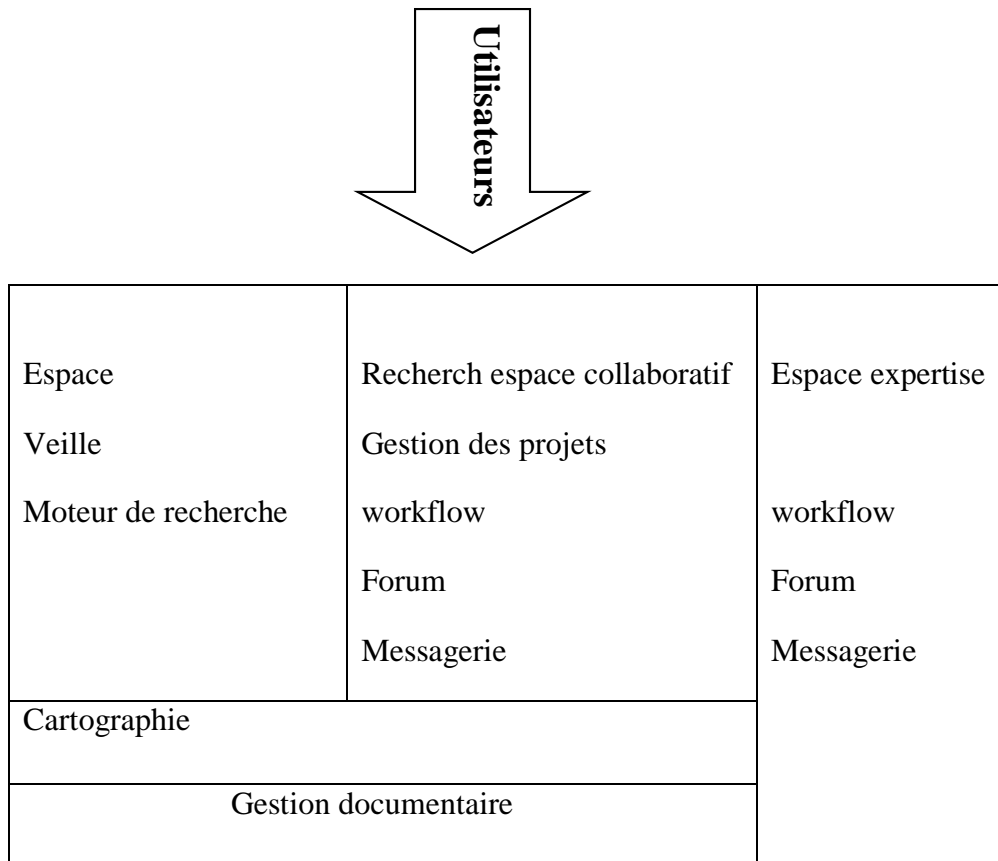 Utilisateurs
Espace
Veille
Moteur de recherche
Recherch espace collaboratif
Gestion des projets
workflow
Forum
Messagerie
Espace expertise
workflow
Forum
Messagerie
Cartographie
Gestion documentaire